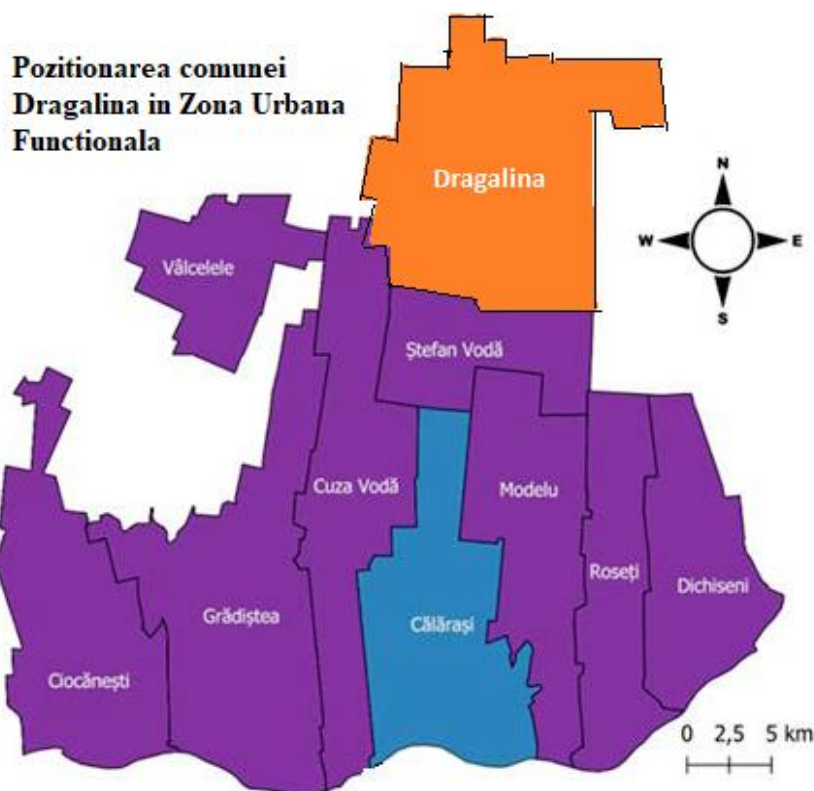 Pozitionarea comunei
Dragalina in Zona Urbana
Functionala
Dragalina
N
W
E
S
Vâlcelele
Ștefan Vodă
Cuza Vodă
Modelu
Roseți
Dichiseni
Grădiștea
Călărași
Ciocănești
0 2,5 5 km